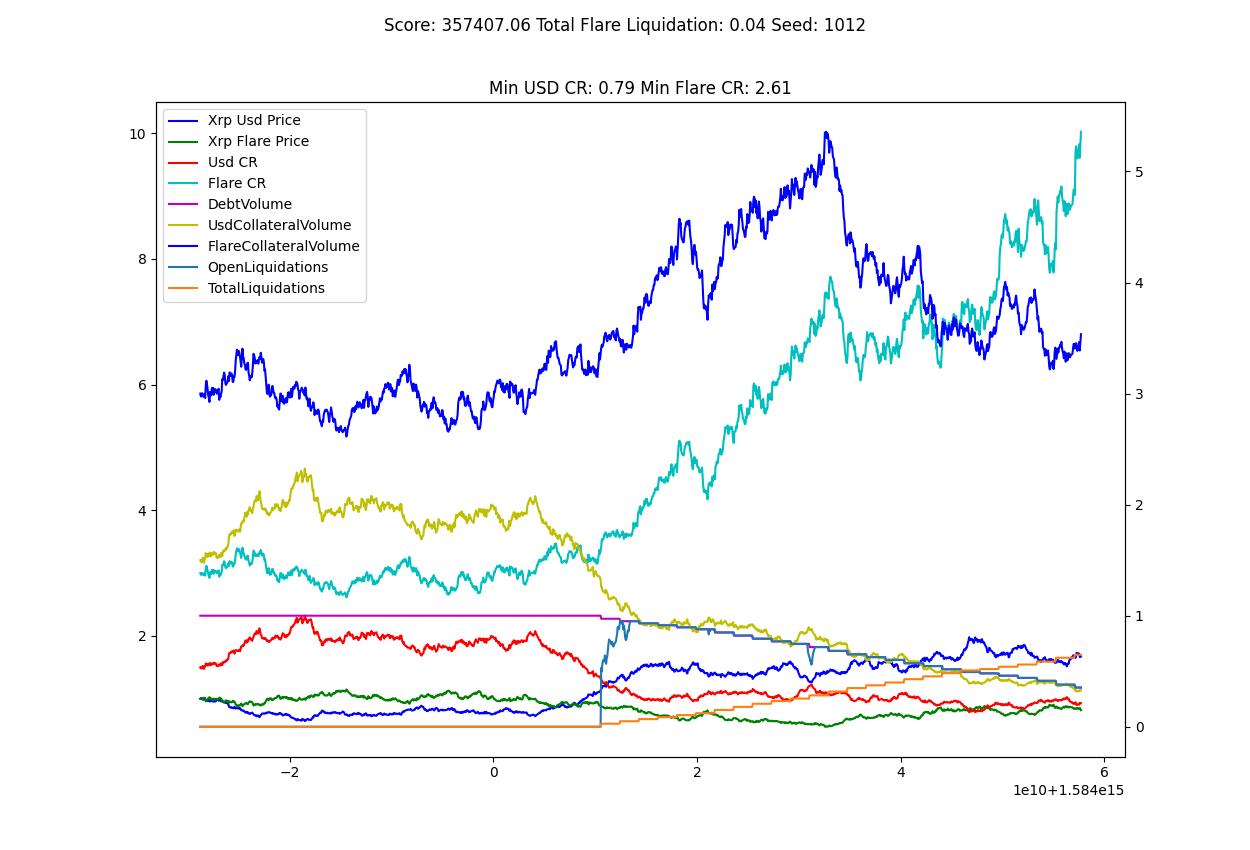 Score: 357407.06 Total Flare Liquidation: 0.04 Seed: 1012
Min USD CR: 0.79 Min Flare CR: 2.61
Xrp Usd Price
Xrp Flare Price
Usd CR
Flare CR
DebtVolume
UsdCollateralVolume
FlareCollateralVolume
OpenLiquidations
TotalLiquidations
10
8
6
4
2
5
4
3
2
1
0
−2
0
2
4
6
1e10+1.584e15